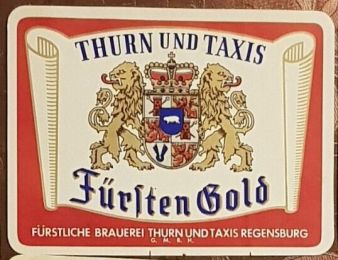 THURN UND TAXIS
Fürsten Gold
FÜRSTLICHE BRAUEREI THURN UND TAXIS REGENSBURG
G. M. B. H.